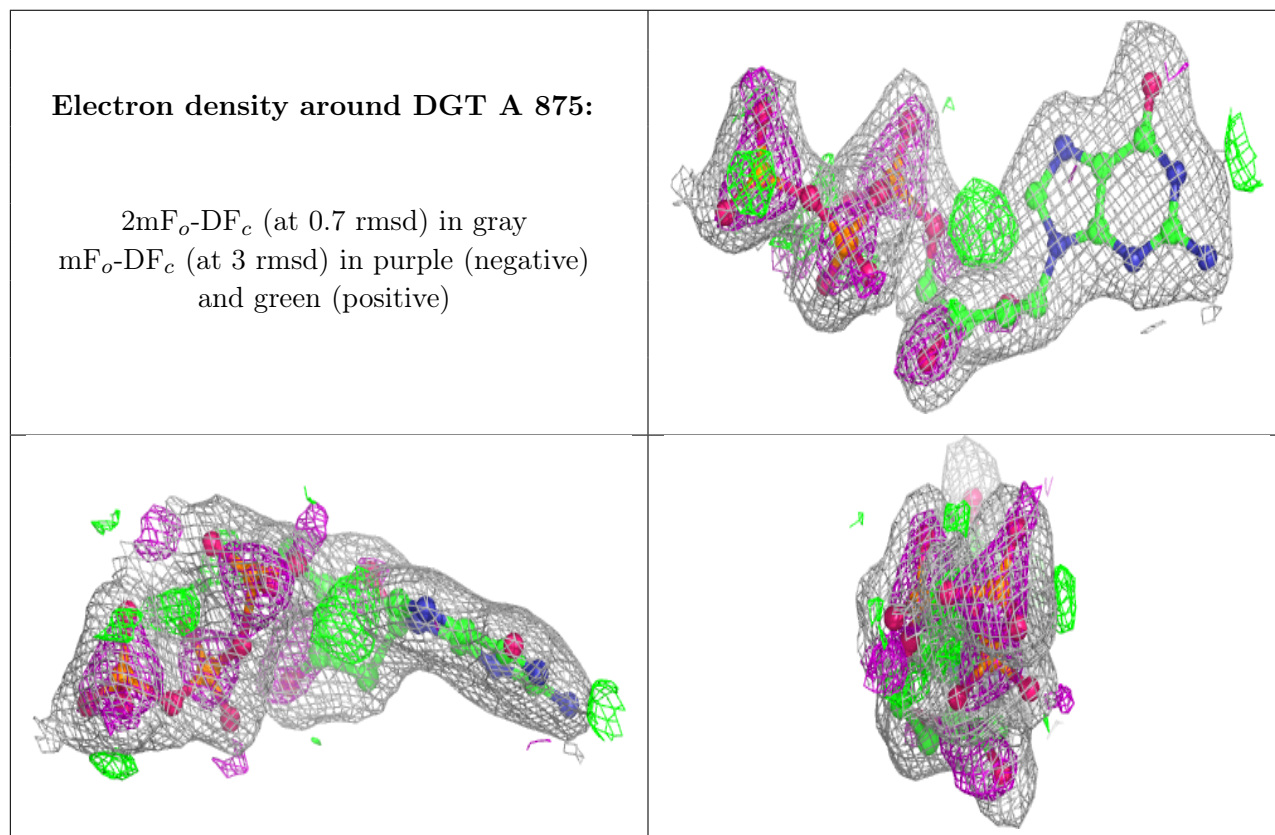 Electron density around DGT A 875:
2mFₒ-DF𝒸 (at 0.7 rmsd) in gray
mFₒ-DF𝒸 (at 3 rmsd) in purple (negative)
and green (positive)